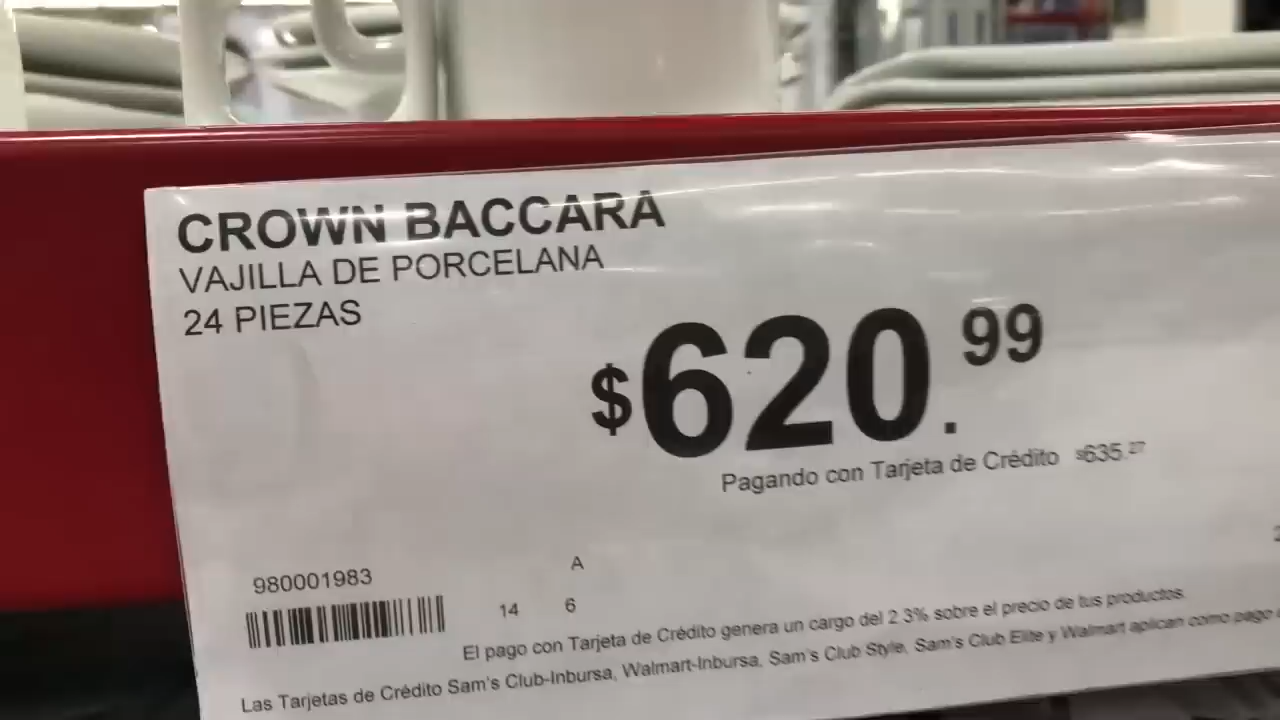 CROWN BACCARA
VAJILLA DE PORCELANA
24 PIEZAS
$620.99
Pagando con Tarjeta de Crédito $635.27
980001983
A
14 6
El pago con Tarjeta de Crédito genera un cargo del 2 3% sobre el precio de tus productos.
Las Tarjetas de Crédito Sam's Club-Inbursa, Walmart-Inbursa, Sam's Club Style, Sam's Club Elite y Walmart aplican como pago